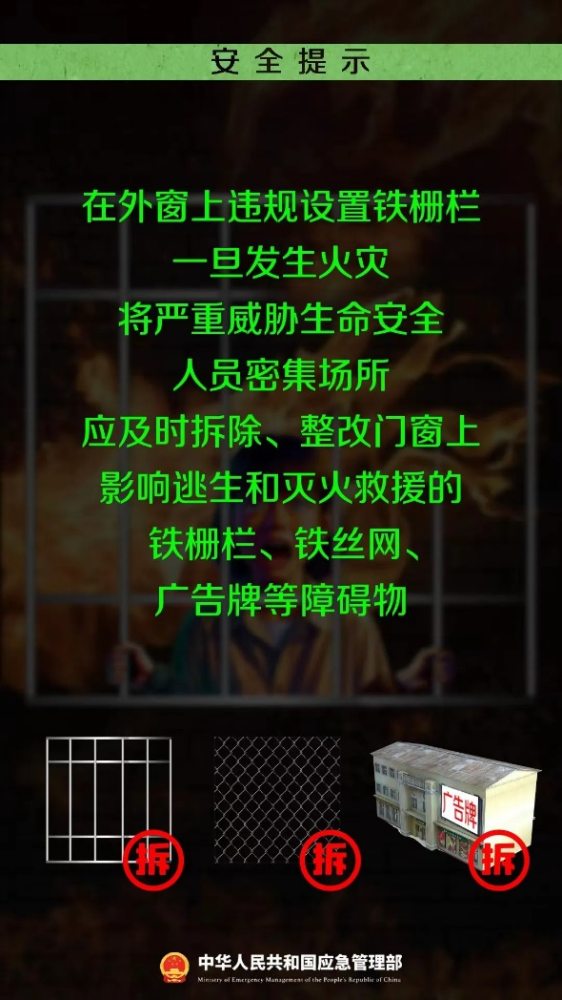 安全提示
在外窗上违规设置铁栅栏
一旦发生火灾
将严重威胁生命安全
人员密集场所
应及时拆除、整改门窗上
影响逃生和灭火救援的
铁栅栏、铁丝网、
广告牌等障碍物
广告牌
拆
拆
拆
中华人民共和国应急管理部
Ministry of Emergency Management of the People's Republic of China